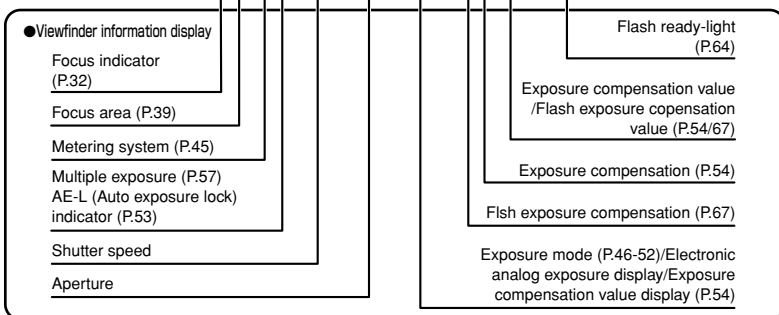 ●Viewfinder information display
Focus indicator
(P.32)
Focus area (P.39)
Metering system (P.45)
Multiple exposure (P.57)
AE-L (Auto exposure lock)
indicator (P.53)
Shutter speed
Aperture
Flash ready-light
(P.64)
Exposure compensation value
/Flash exposure copensation
value (P.54/67)
Exposure compensation (P.54)
Flsh exposure compensation (P.67)
Exposure mode (P.46-52)/Electronic
analog exposure display/Exposure
compensation value display (P.54)